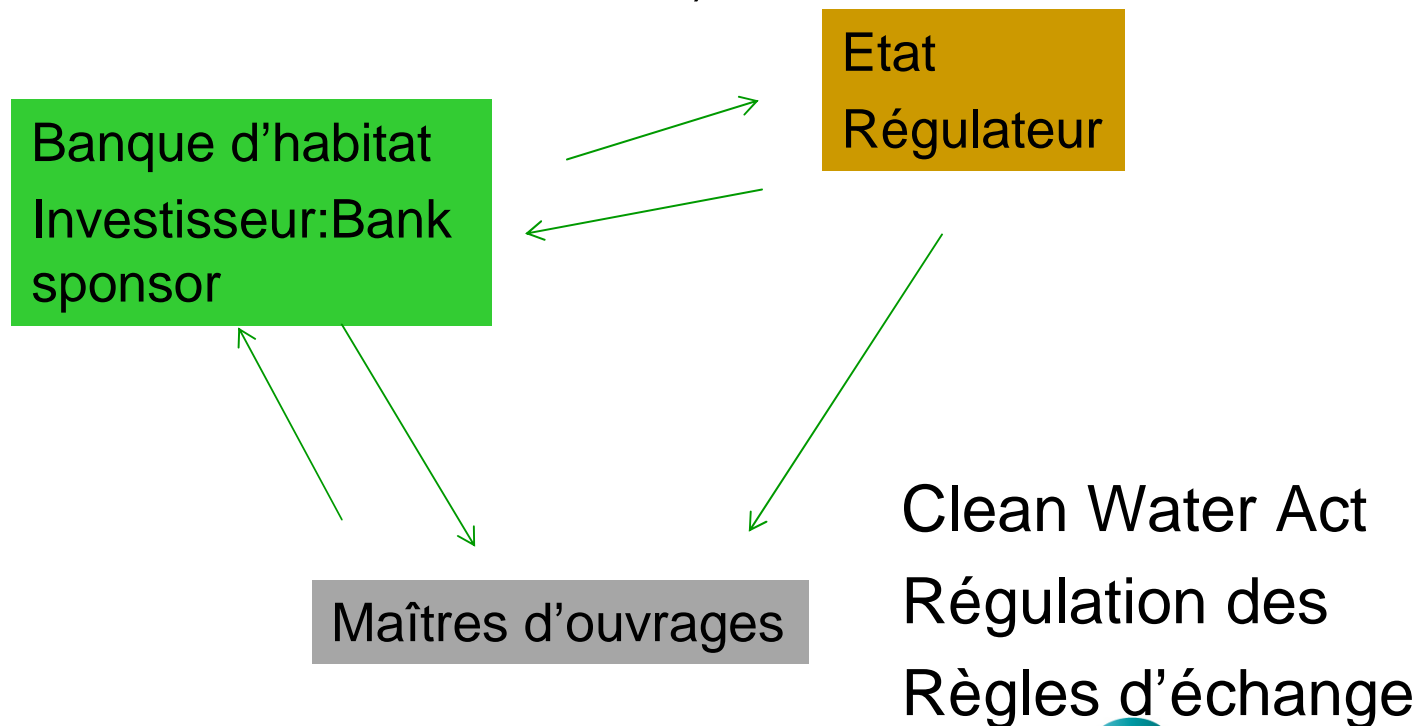 Etat
Régulateur
Banque d'habitat
Investisseur:Bank
sponsor
Maîtres d'ouvrages
Clean Water Act
Régulation des
Règles d'échange